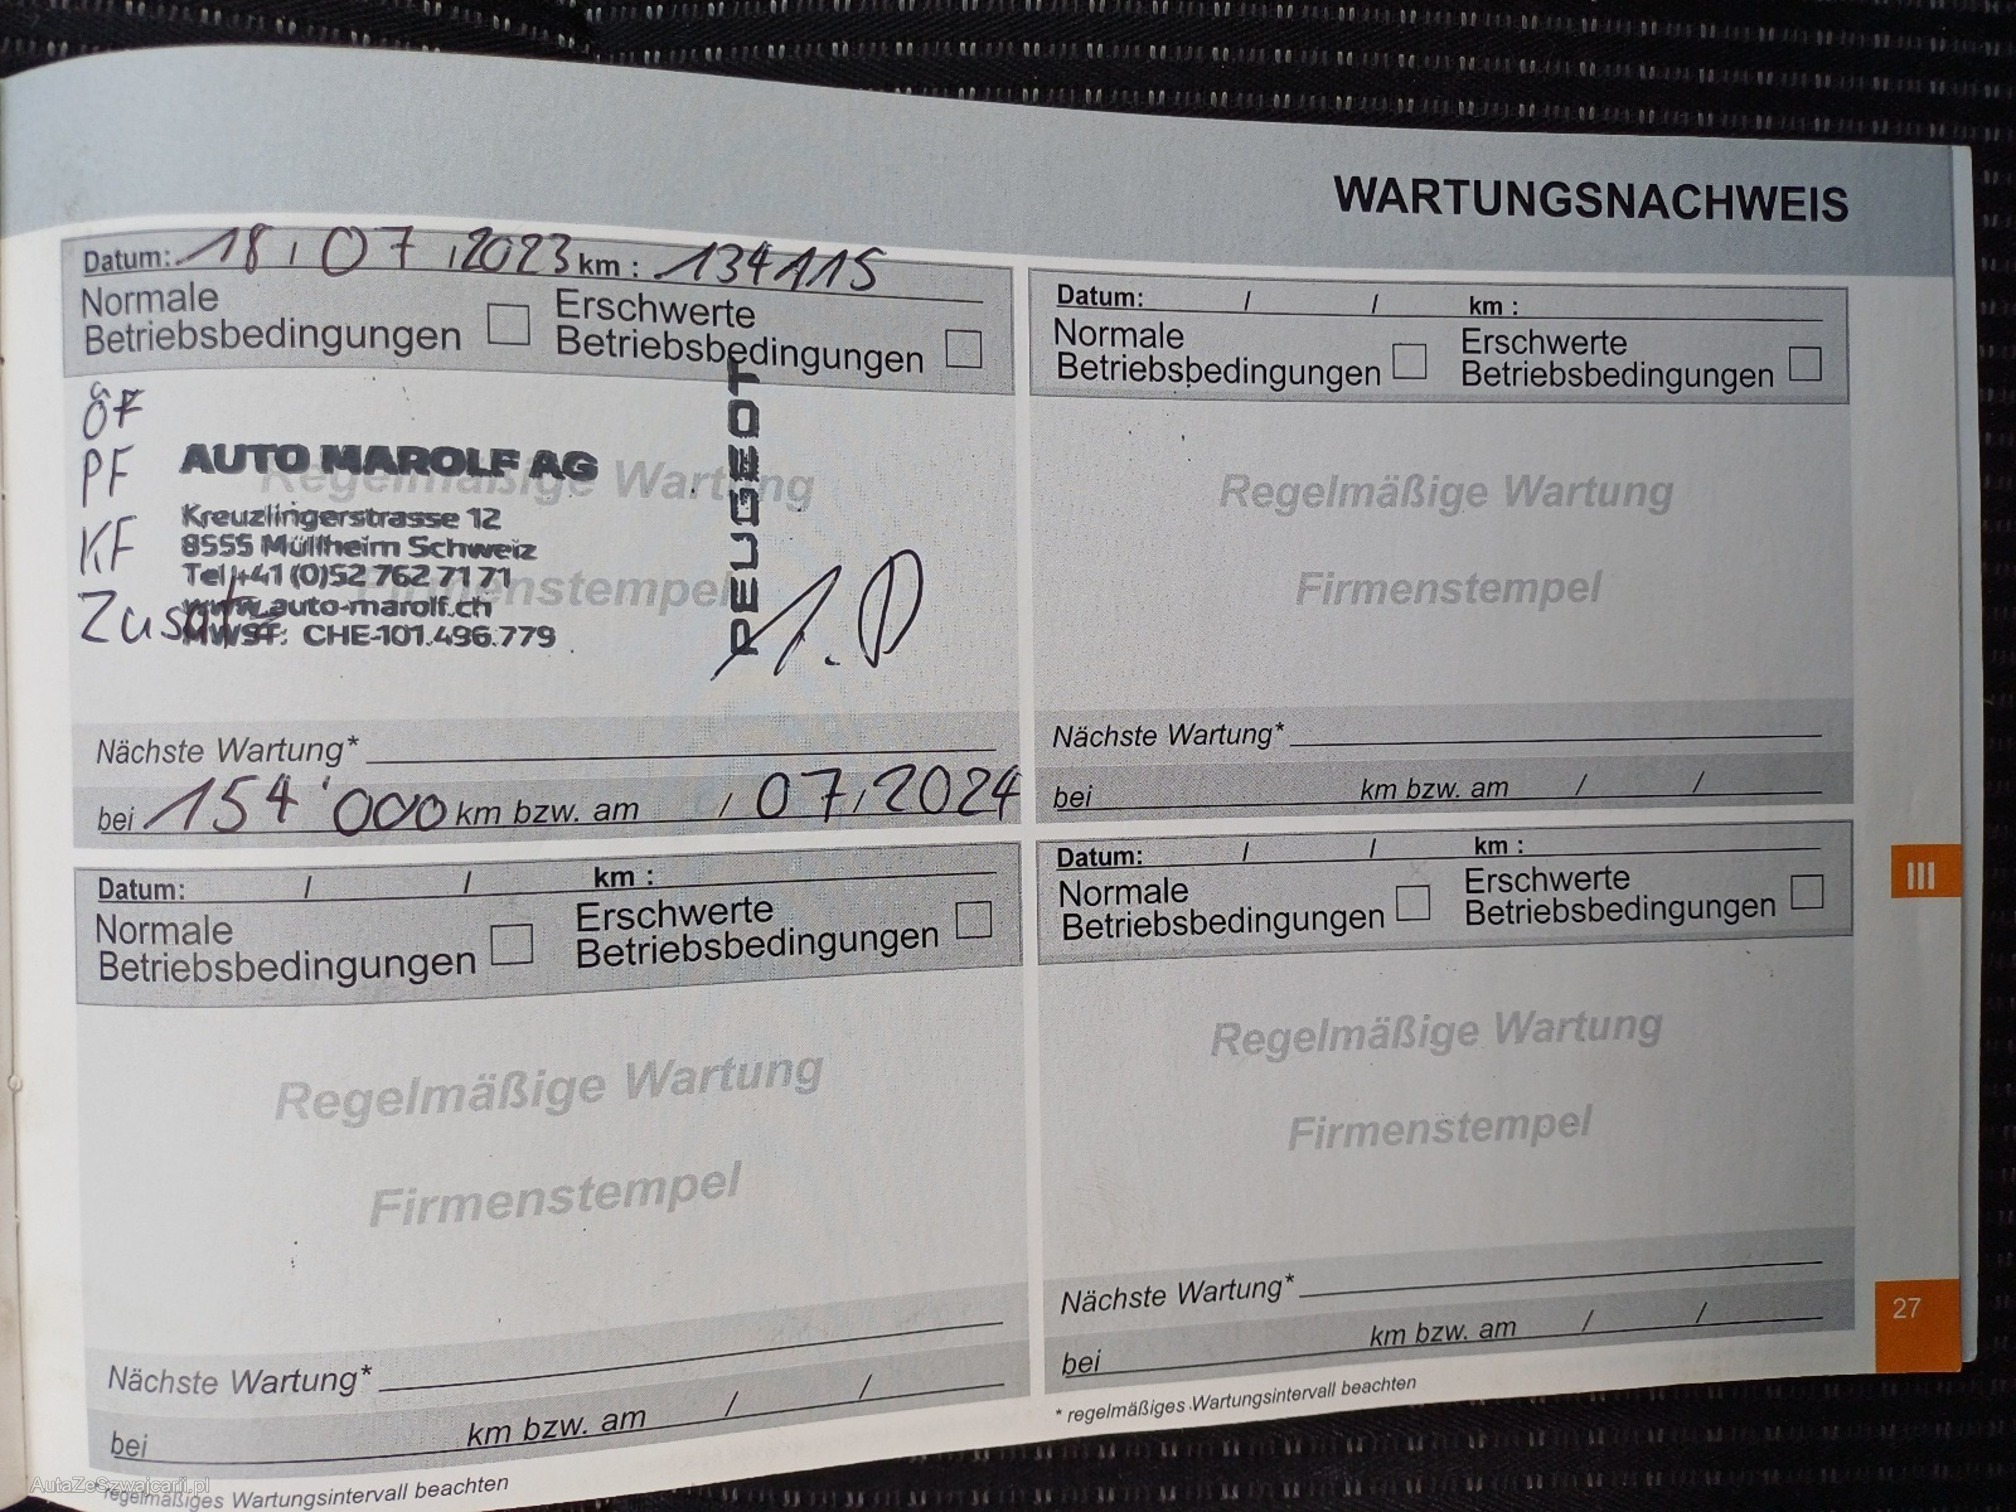 WARTUNGSNACHWEIS
Datum: 18 / 07 / 2023 km : 134115
Normale
Betriebsbedingungen
Erschwerte
Betriebsbedingungen
ÖF
PF
KF
Zusatz
AUTO MAROLF AG
Kreuzlingerstrasse 12
8555 Müllheim Schweiz
Tel +41 (0)52 762 71 71
www.auto-marolf.ch
MWST: CHE-101.496.779
PEUGEOT
Regelmäßige Wartung
Firmenstempel
Nächste Wartung*
bei 154'000 km bzw. am / 07 / 2024
Datum: / / km :
Normale
Betriebsbedingungen
Erschwerte
Betriebsbedingungen
Regelmäßige Wartung
Firmenstempel
Nächste Wartung*
bei km bzw. am / /
Datum: / / km :
Normale
Betriebsbedingungen
Erschwerte
Betriebsbedingungen
Regelmäßige Wartung
Firmenstempel
Nächste Wartung*
bei km bzw. am / /
*regelmäßiges Wartungsintervall beachten
Datum: / / km :
Normale
Betriebsbedingungen
Erschwerte
Betriebsbedingungen
Regelmäßige Wartung
Firmenstempel
Nächste Wartung*
bei km bzw. am / /
* regelmäßiges Wartungsintervall beachten
III
27
AutaZeSzwajcarii.pl